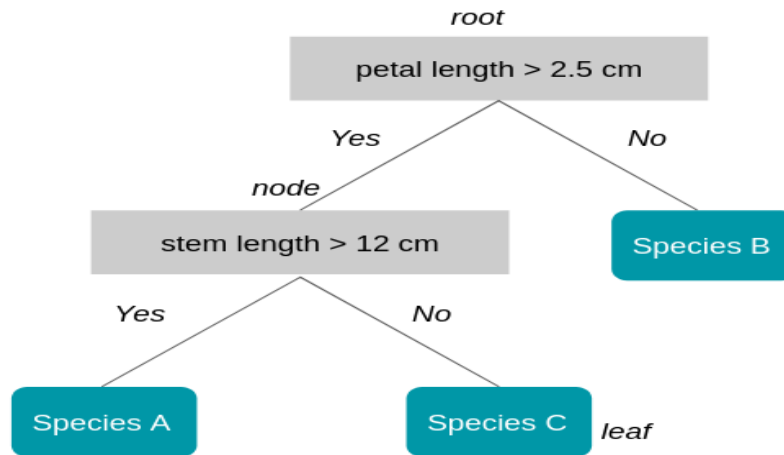 root
petal length > 2.5 cm
Yes
No
node
stem length > 12 cm
Species B
Yes
No
Species A
Species C
leaf